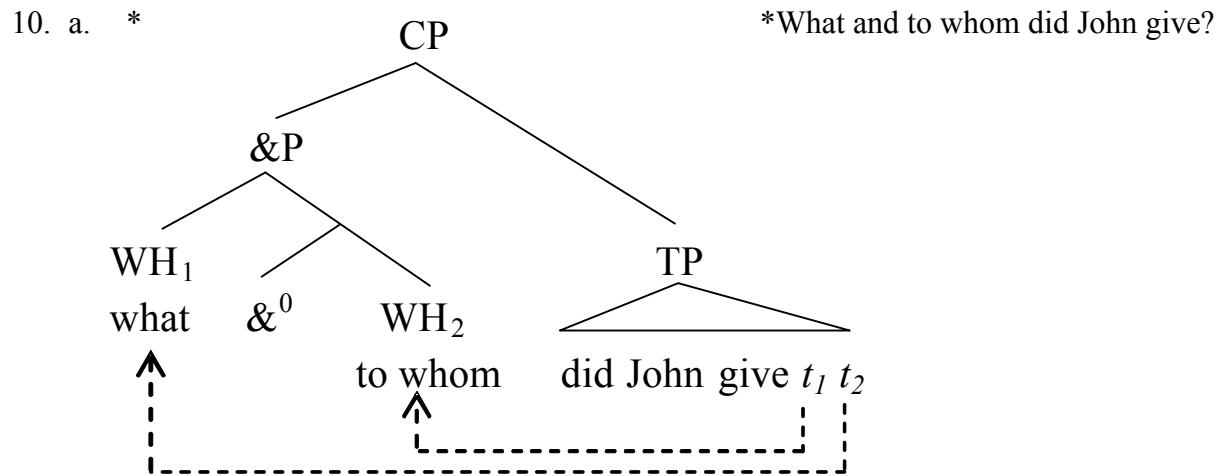 10. a. * CP *What and to whom did John give?
&P
WH₁ TP
what &⁰ WH₂
to whom did John give t₁ t₂